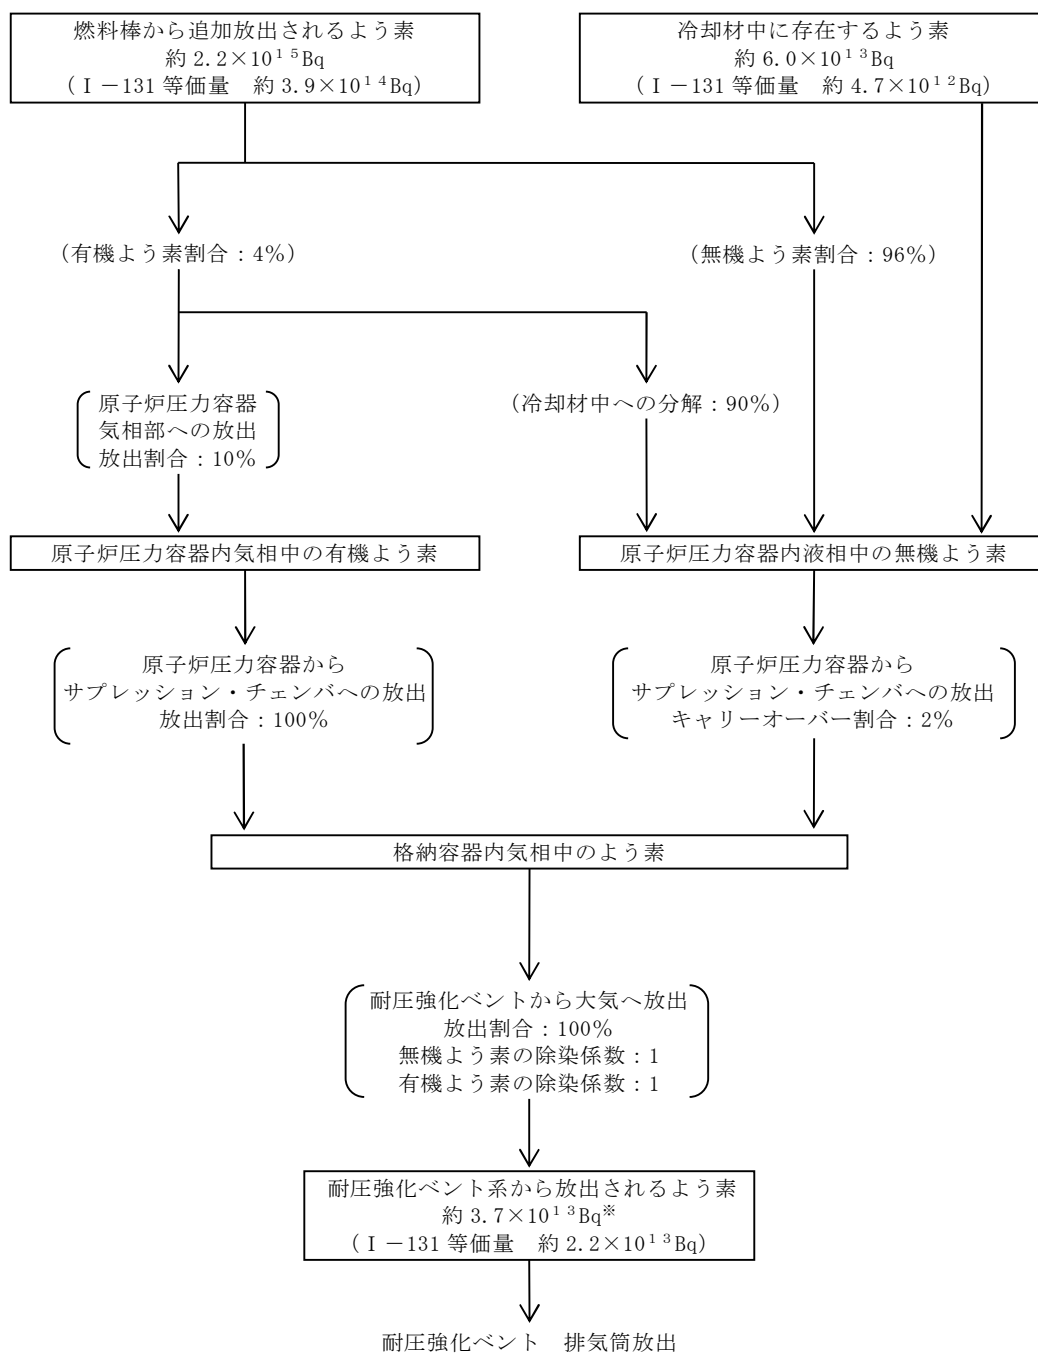 燃料棒から追加放出されるよう素
約 2.2×10¹⁵Bq
(Ⅰ－131 等価量　約 3.9×10¹⁴Bq)
冷却材中に存在するよう素
約 6.0×10¹³Bq
(Ⅰ－131 等価量　約 4.7×10¹²Bq)
(有機よう素割合：4%)
(無機よう素割合：96%)
原子炉圧力容器
気相部への放出
放出割合：10%
(冷却材中への分解：90%)
原子炉圧力容器内気相中の有機よう素
原子炉圧力容器内液相中の無機よう素
原子炉圧力容器から
サプレッション・チェンバへの放出
放出割合：100%
原子炉圧力容器から
サプレッション・チェンバへの放出
キャリーオーバー割合：2%
格納容器内気相中のよう素
耐圧強化ベントから大気へ放出
放出割合：100%
無機よう素の除染係数：1
有機よう素の除染係数：1
耐圧強化ベント系から放出されるよう素
約 3.7×10¹³Bq※
(Ⅰ－131 等価量　約 2.2×10¹³Bq)
耐圧強化ベント　排気筒放出